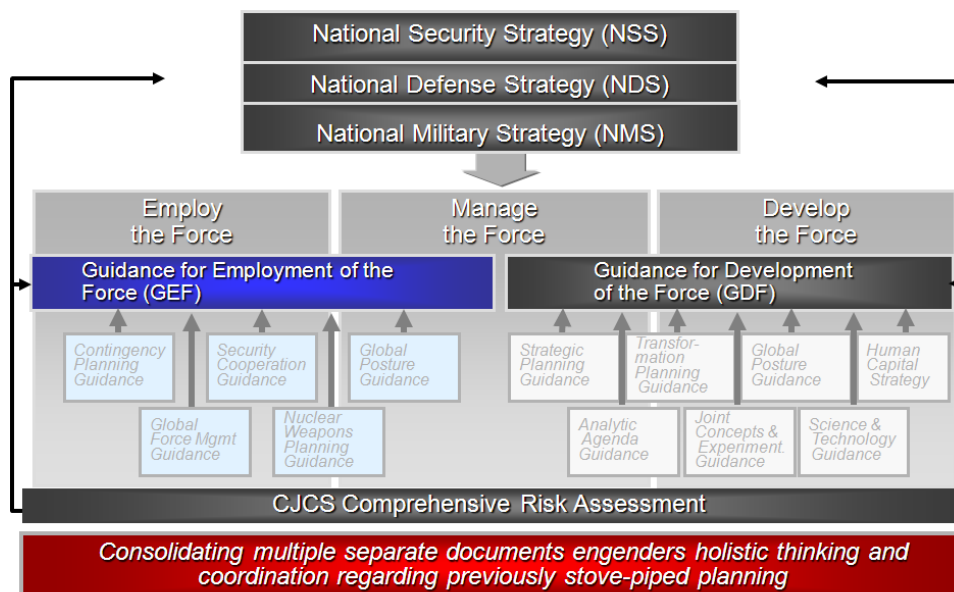 National Security Strategy (NSS)
National Defense Strategy (NDS)
National Military Strategy (NMS)
Employ
the Force
Manage
the Force
Develop
the Force
Guidance for Employment of the
Force (GEF)
Guidance for Development
of the Force (GDF)
Contingency
Planning
Guidance
Security
Cooperation
Guidance
Global
Posture
Guidance
Strategic
Planning
Guidance
Transfor-
mation
Planning
Guidance
Global
Posture
Guidance
Human
Capital
Strategy
Global
Force Mgmt
Guidance
Nuclear
Weapons
Planning
Guidance
Analytic
Agenda
Guidance
Joint
Concepts &
Experiment.
Guidance
Science &
Technology
Guidance
CJCS Comprehensive Risk Assessment
Consolidating multiple separate documents engenders holistic thinking and
coordination regarding previously stove-piped planning